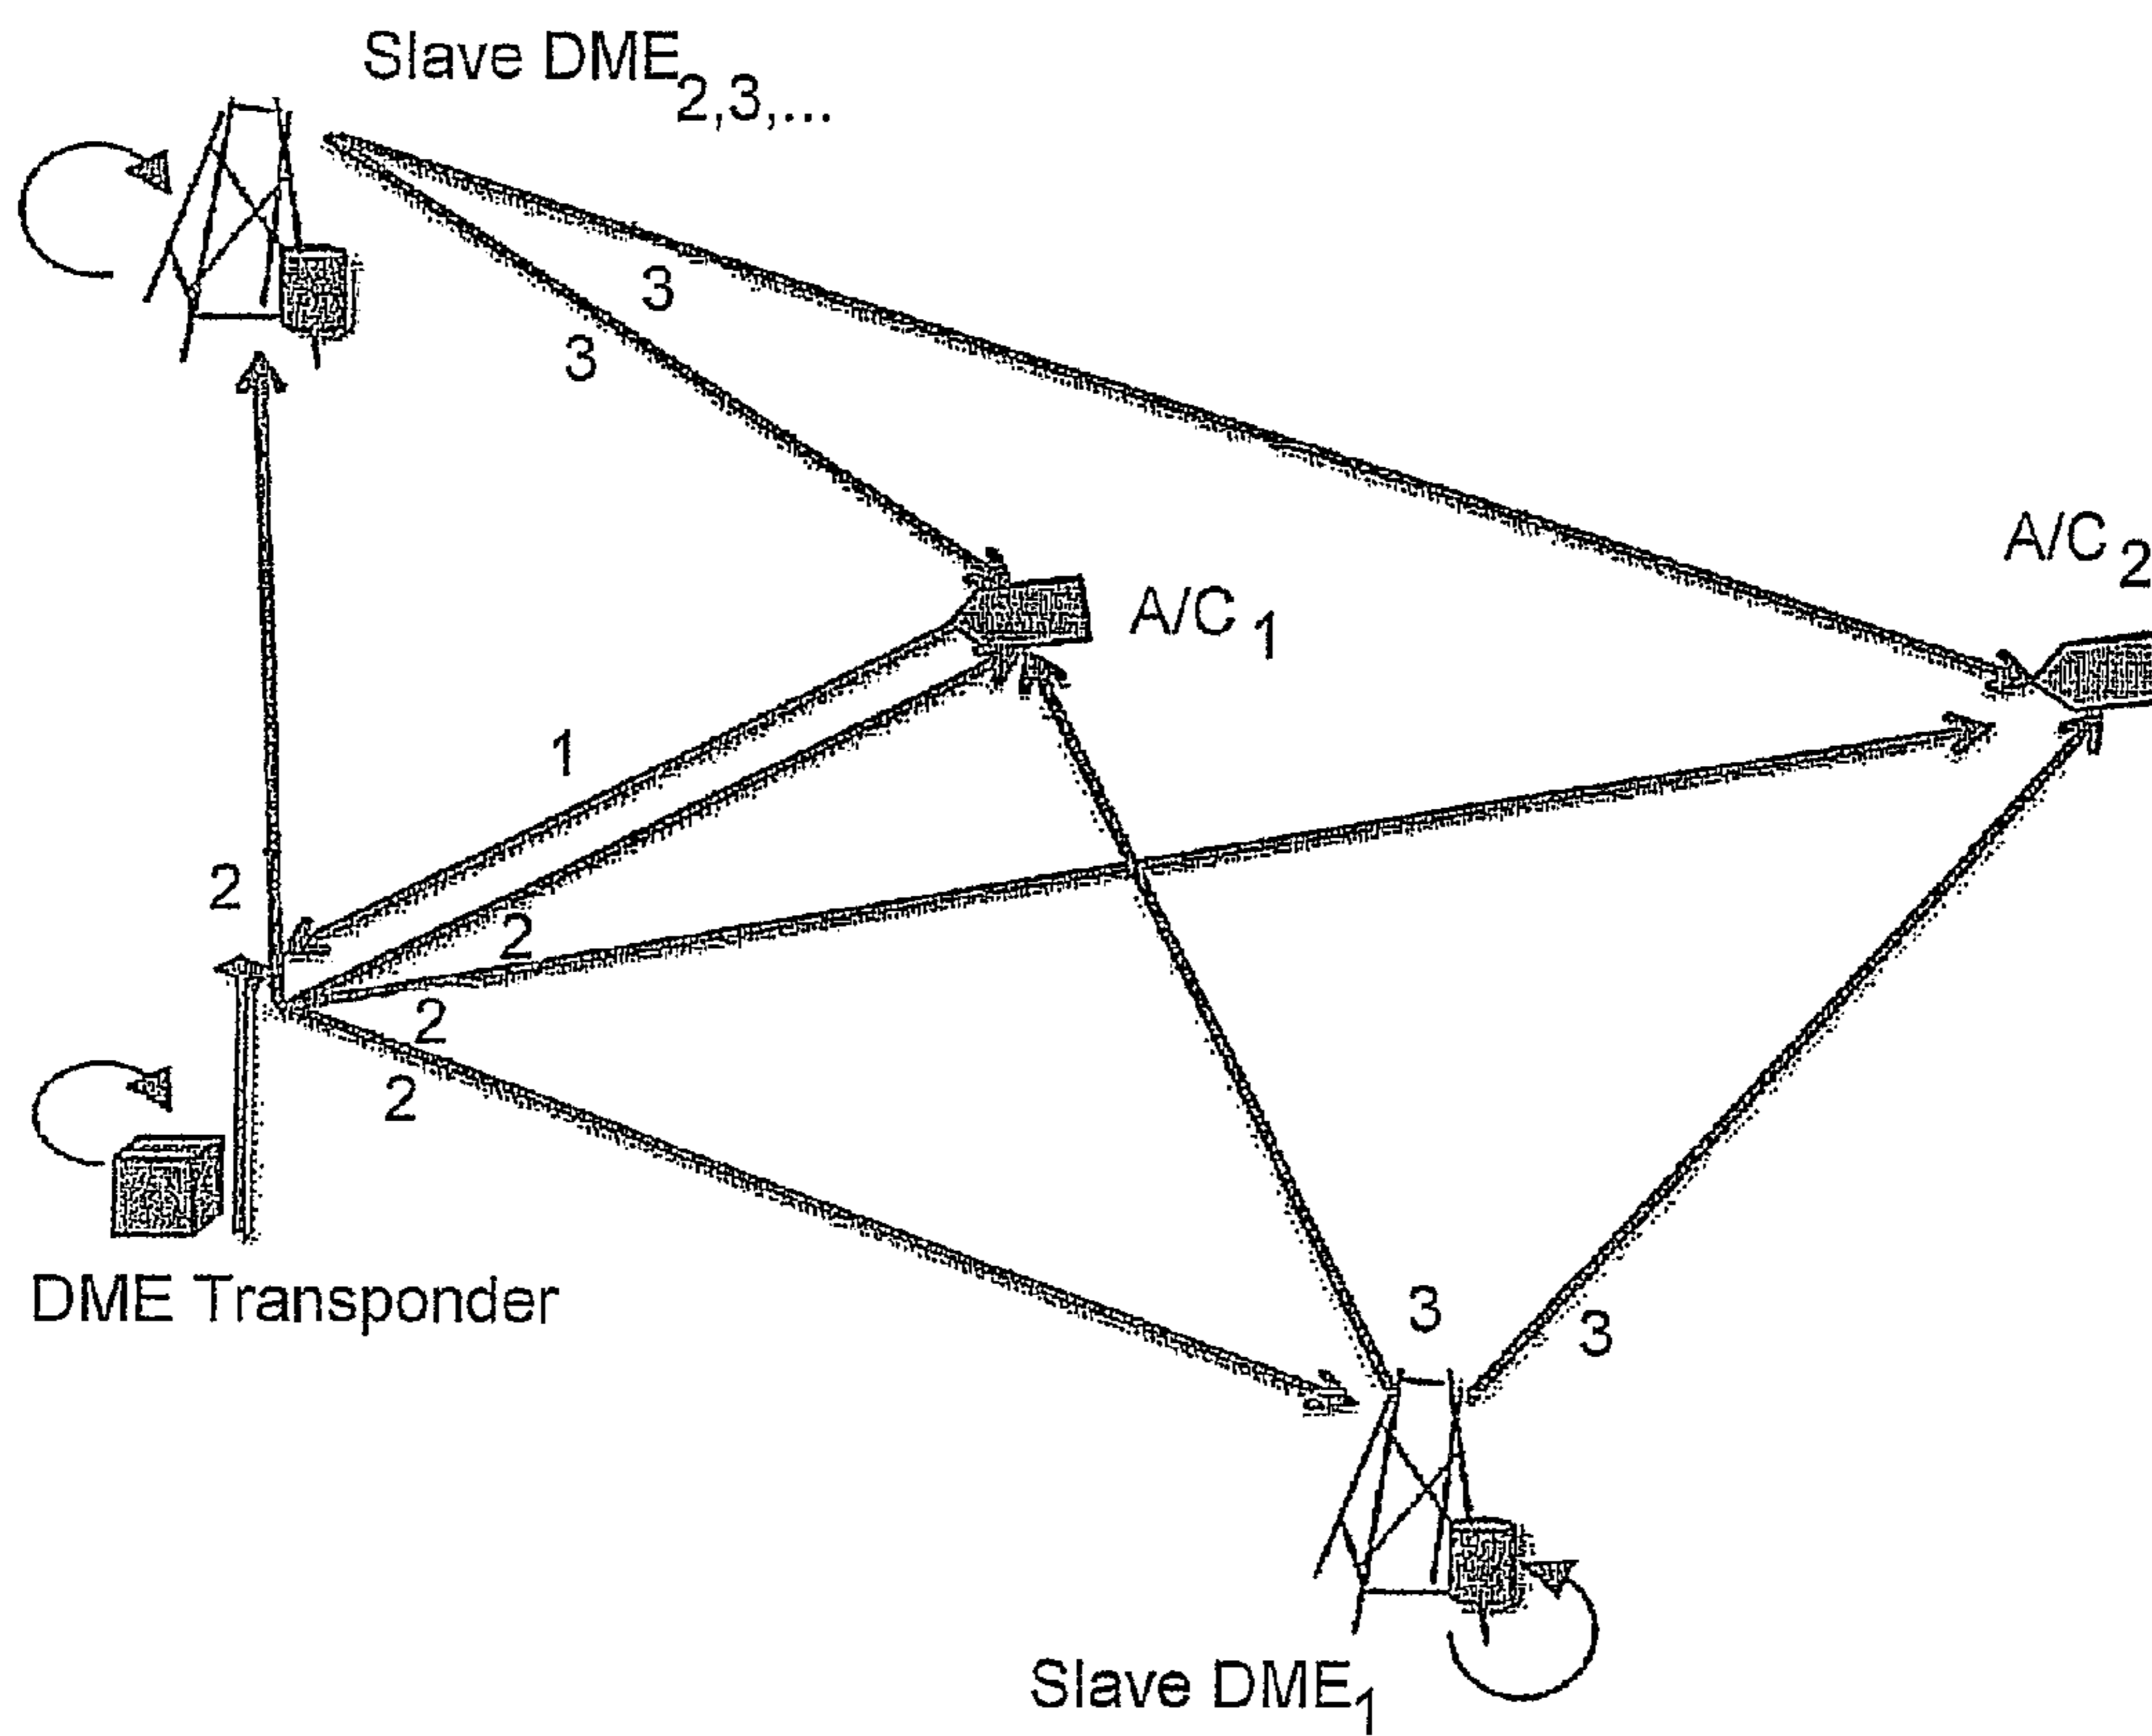 Slave DME2,3,...
3
3
A/C 2
A/C 1
1
2
2
2
2
DME Transponder
3
3
Slave DME1